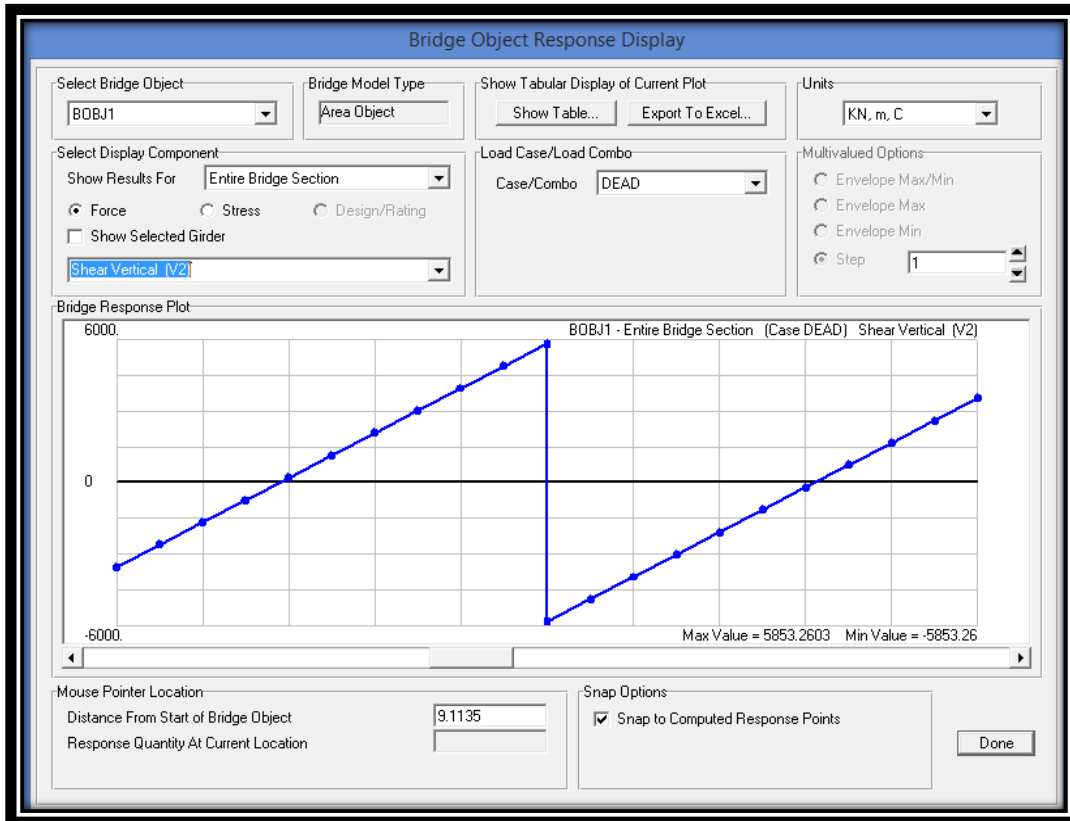 Bridge Object Response Display
Select Bridge Object
BOBJ1
Bridge Model Type
Area Object
Show Tabular Display of Current Plot
Show Table...
Export To Excel...
Units
KN, m, C
Select Display Component
Show Results For
Entire Bridge Section
Force
Stress
Design/Rating
Show Selected Girder
Shear Vertical (V2)
Load Case/Load Combo
Case/Combo
DEAD
Multivalued Options
Envelope Max/Min
Envelope Max
Envelope Min
Step
1
Bridge Response Plot
6000.
BOBJ1 - Entire Bridge Section (Case DEAD) Shear Vertical (V2)
0
-6000.
Max Value = 5853.2603 Min Value = -5853.26
Mouse Pointer Location
Distance From Start of Bridge Object
9.1135
Response Quantity At Current Location
Snap Options
Snap to Computed Response Points
Done